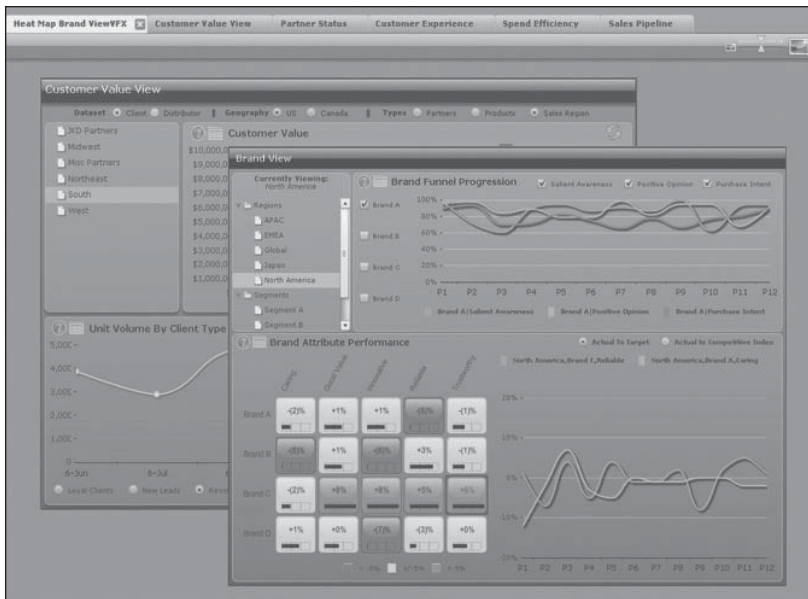 Heat Map Brand ViewVFX
Customer Value View
Partner Status
Customer Experience
Spend Efficiency
Sales Pipeline
Customer Value View
Dataset Client Distributor Geography US Canada Types Partners Products Sales Region
JXD Partners
Midwest
Misc Partners
Northeast
South
West
Customer Value
$10,000,0
$9,000,0
$8,000,0
$7,000,0
$6,000,0
$5,000,0
$4,000,0
$3,000,0
$2,000,0
$1,000,0
Unit Volume By Client Type
5,00E
4,00E
3,00E
2,00E
1,00E
0
6-Jun 6-Jul
Local Clients New Leads
Brand View
Currently Viewing:
North America
Regions
APAC
EMEA
Global
Japan
North America
Segments
Segment A
Segment B
Brand Funnel Progression
Salient Awareness Positive Opinion Purchase Intent
Brand A
Brand B
Brand C
Brand D
100%
80%
60%
40%
20%
0%
P1 P2 P3 P4 P5 P6 P7 P8 P9 P10 P11 P12
Brand A|Salient Awareness Brand A|Positive Opinion Brand A|Purchase Intent
Brand Attribute Performance
Actual To Target Actual to Competitive Index
Caring Good Value Innovative Reliable Trustworthy
Brand A -(2)% +1% +1% -(1)%
Brand B +1% +3% -(1)%
Brand C -(2)% +8% +8% +5% +6%
Brand D +1% +0% -(7)% -(3)% +0%
North America,Brand C,Reliable North America,Brand A,Caring
20%
10%
0%
-20%
P1 P2 P3 P4 P5 P6 P7 P8 P9 P10 P11 P12